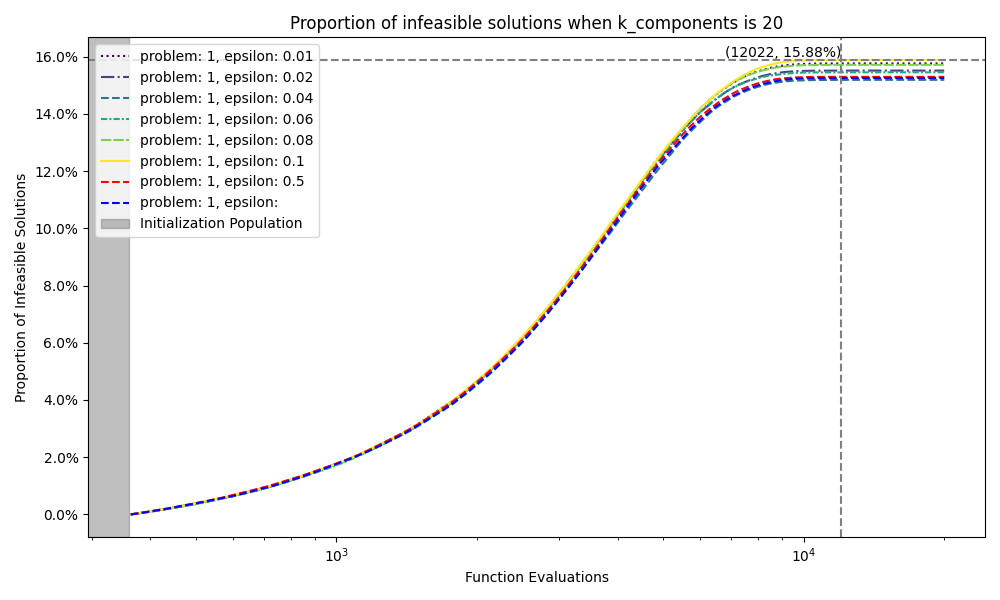 Proportion of infeasible solutions when k_components is 20
(12022, 15.88%)
problem: 1, epsilon: 0.01
problem: 1, epsilon: 0.02
problem: 1, epsilon: 0.04
problem: 1, epsilon: 0.06
problem: 1, epsilon: 0.08
problem: 1, epsilon: 0.1
problem: 1, epsilon: 0.5
problem: 1, epsilon:
Initialization Population
Proportion of Infeasible Solutions
16.0%
14.0%
12.0%
10.0%
8.0%
6.0%
4.0%
2.0%
0.0%
10³ 10⁴
Function Evaluations